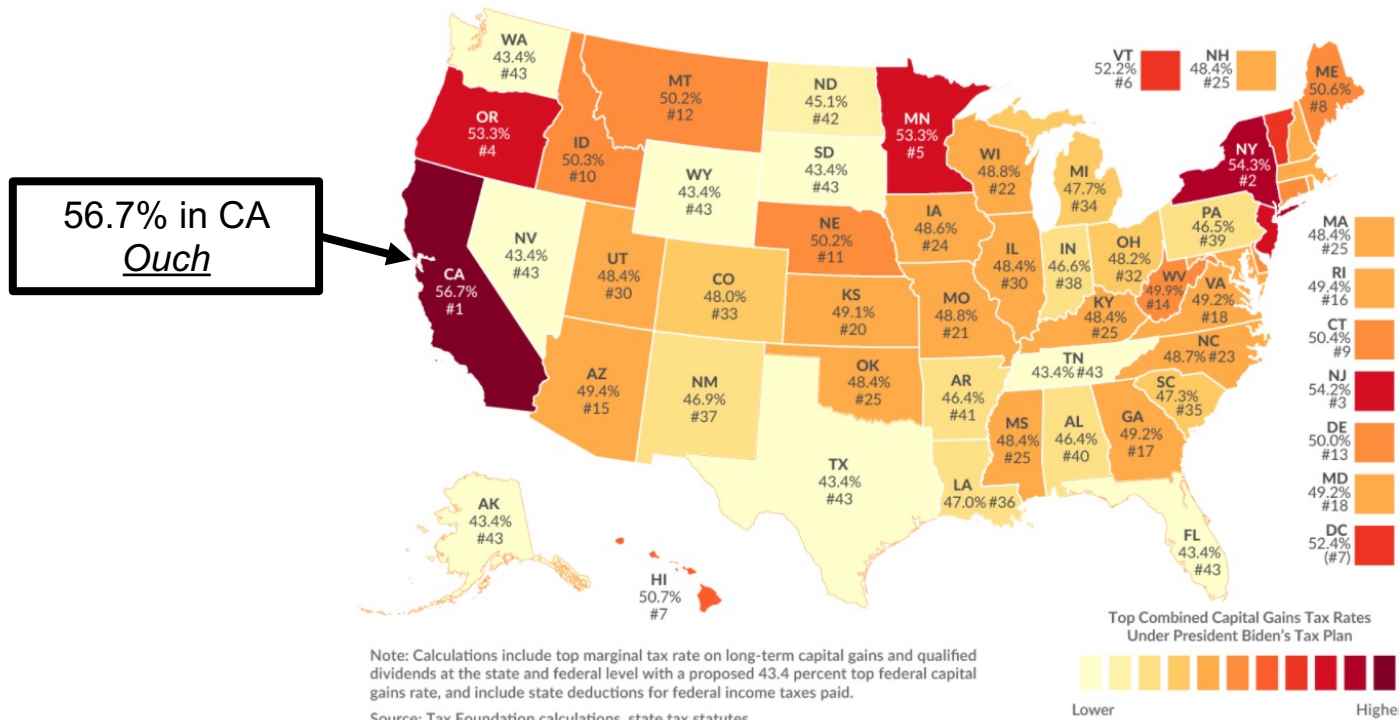 56.7% in CA
Ouch
WA
43.4%
#43
OR
53.3%
#4
CA
56.7%
#1
NV
43.4%
#43
ID
50.3%
#10
MT
50.2%
#12
WY
43.4%
#43
UT
48.4%
#30
AZ
49.4%
#15
CO
48.0%
#33
NM
46.9%
#37
ND
45.1%
#42
SD
43.4%
#43
NE
50.2%
#11
KS
49.1%
#20
OK
48.4%
#25
TX
43.4%
#43
MN
53.3%
#5
IA
48.6%
#24
MO
48.8%
#21
AR
46.4%
#41
LA
47.0% #36
WI
48.8%
#22
IL
48.4%
#30
MI
47.7%
#34
IN
46.6%
#38
OH
48.2%
#32
KY
48.4%
#25
TN
43.4% #43
MS
48.4%
#25
AL
46.4%
#40
GA
49.2%
#17
FL
43.4%
#43
SC
47.3%
#35
NC
48.7% #23
VA
49.2%
#18
WV
49.9%
#14
PA
46.5%
#39
NY
54.3%
#2
VT
52.2%
#6
NH
48.4%
#25
ME
50.6%
#8
MA
48.4%
#25
RI
49.4%
#16
CT
50.4%
#9
NJ
54.2%
#3
DE
50.0%
#13
MD
49.2%
#18
DC
52.4%
(#7)
AK
43.4%
#43
HI
50.7%
#7
Top Combined Capital Gains Tax Rates
Under President Biden's Tax Plan
Lower
Higher
Note: Calculations include top marginal tax rate on long-term capital gains and qualified
dividends at the state and federal level with a proposed 43.4 percent top federal capital
gains rate, and include state deductions for federal income taxes paid.
Source: Tax Foundation calculations, state tax statutes